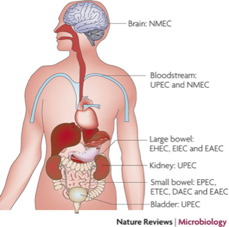 Brain: NMEC
Bloodstream:
UPEC and NMEC
Large bowel:
EHEC, EIEC and EAEC
Kidney: UPEC
Small bowel: EPEC,
ETEC, DAEC and EAEC
Bladder: UPEC
Nature Reviews | Microbiology